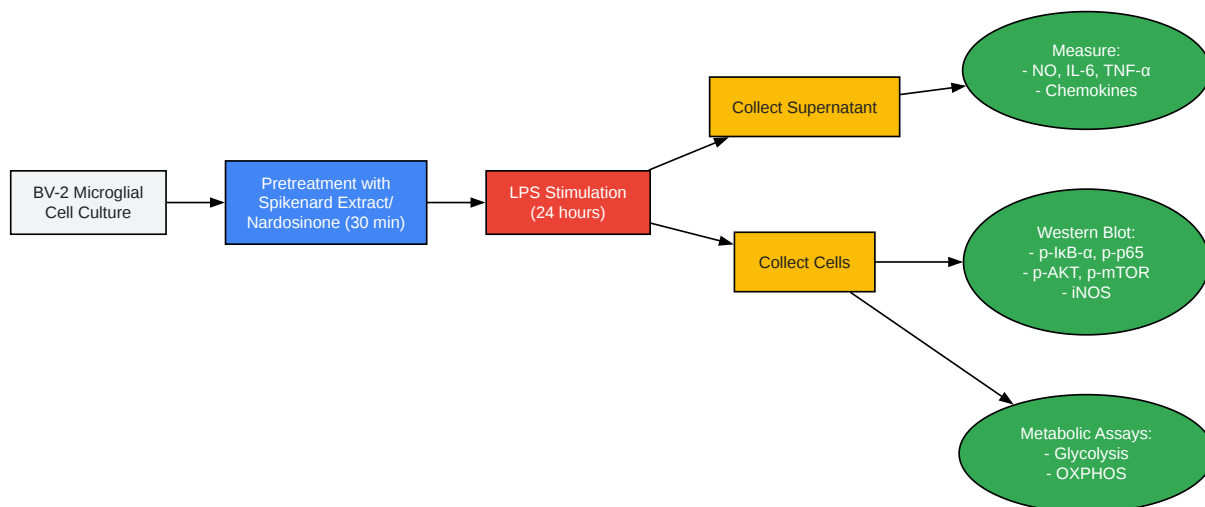 BV-2 Microglial
Cell Culture
Pretreatment with
Spikenard Extract/
Nardosinone (30 min)
LPS Stimulation
(24 hours)
Collect Supernatant
Collect Cells
Measure:
- NO, IL-6, TNF-α
- Chemokines
Western Blot:
- p-IκB-α, p-p65
- p-AKT, p-mTOR
- iNOS
Metabolic Assays:
- Glycolysis
- OXPHOS